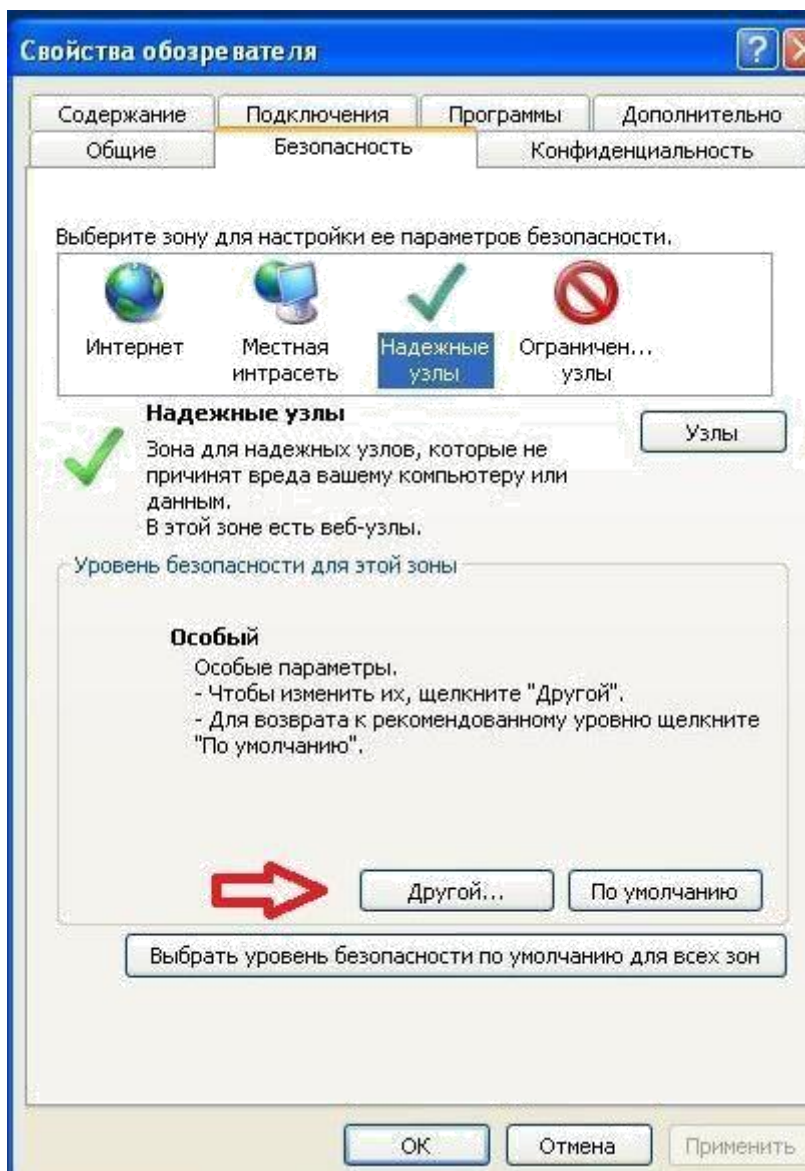 Свойства обозревателя
Содержание Подключения Программы Дополнительно
Общие Безопасность Конфиденциальность
Выберите зону для настройки ее параметров безопасности.
Интернет
Местная
интрасеть
Надежные
узлы
Ограничен...
узлы
Надежные узлы
Узлы
Зона для надежных узлов, которые не
причинят вреда вашему компьютеру или
данным.
В этой зоне есть веб-узлы.
Уровень безопасности для этой зоны
Особый
Особые параметры.
- Чтобы изменить их, щелкните "Другой".
- Для возврата к рекомендованному уровню щелкните
"По умолчанию".
Другой... По умолчанию
Выбрать уровень безопасности по умолчанию для всех зон
ОК Отмена Применить